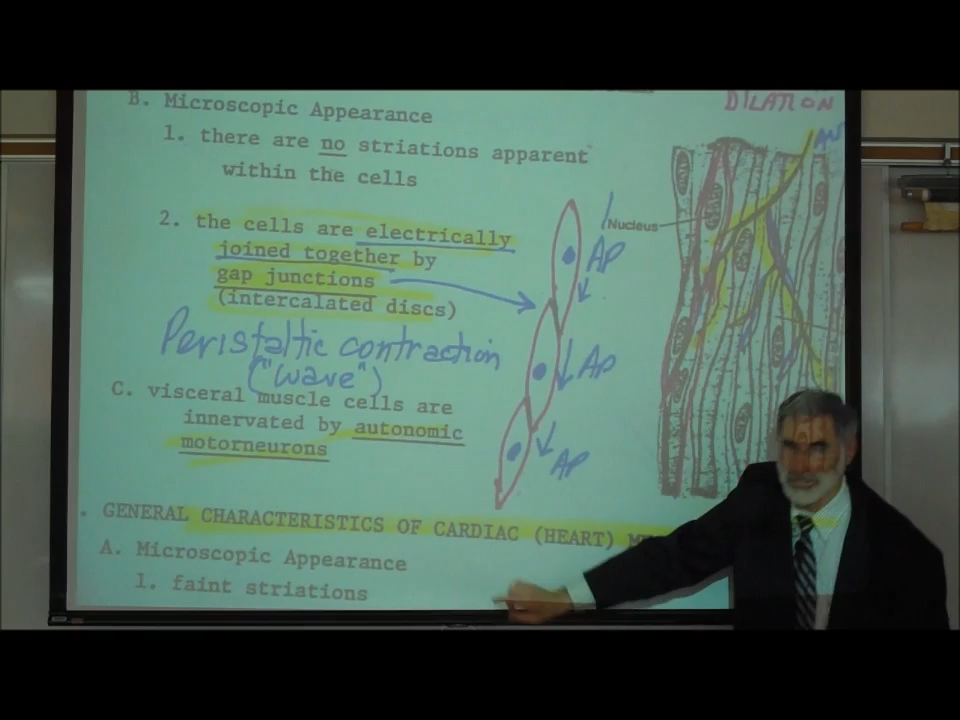 DILATION
B. Microscopic Appearance
1. there are no striations apparent
within the cells
2. the cells are electrically
joined together by
gap junctions
(intercalated discs)
Nucleus
AP
Peristaltic contraction
("wave")
AP
C. visceral muscle cells are
innervated by autonomic
motorneurons
AP
GENERAL CHARACTERISTICS OF CARDIAC (HEART)
A. Microscopic Appearance
1. faint striations